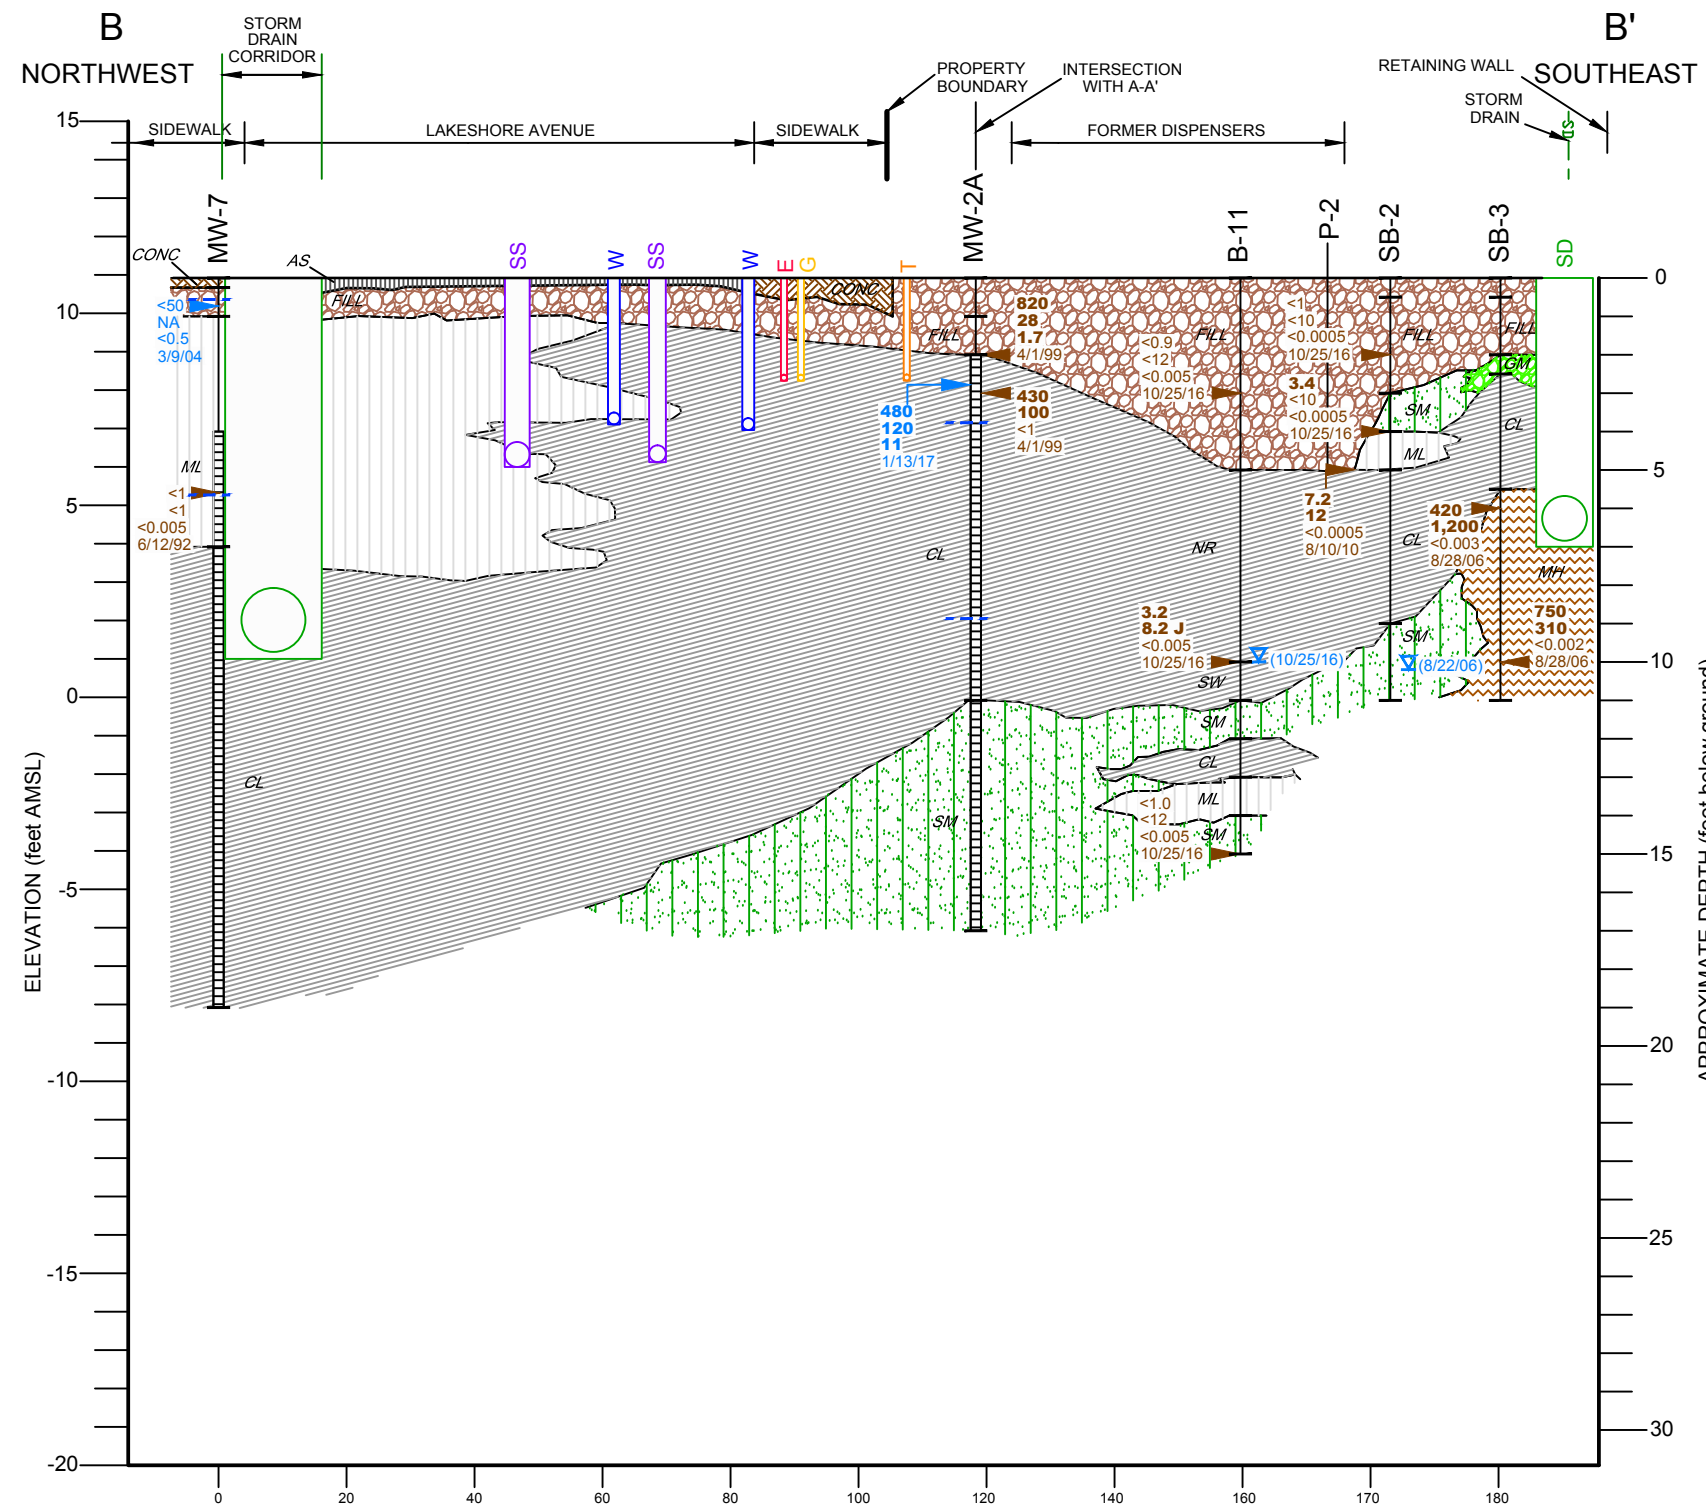 B
B'
NORTHWEST
SOUTHEAST
STORM
DRAIN
CORRIDOR
PROPERTY
BOUNDARY
INTERSECTION
WITH A-A'
RETAINING WALL
STORM
DRAIN
SD
SIDEWALK
LAKESHORE AVENUE
SIDEWALK
FORMER DISPENSERS
MW-7
SS
W
SS
W
E
G
T
MW-2A
B-11
P-2
SB-2
SB-3
SD
CONC
AS
FILL
CONC
FILL
FILL
FILL
FILL
GM
<50
NA
<0.5
3/9/04
ML
<1
<1
<0.005
6/12/92
CL
480
120
11
1/13/17
820
28
1.7
4/1/99
430
100
<1
4/1/99
<0.9
<12
<0.005
10/25/16
<1
<10
<0.0005
10/25/16
3.4
<10
<0.0005
10/25/16
7.2
12
<0.0005
8/10/10
420
1,200
<0.003
8/28/06
750
310
<0.002
8/28/06
3.2
8.2 J
<0.005
10/25/16
(10/25/16)
(8/22/06)
<1.0
<12
<0.005
10/25/16
SM
ML
CL
CL
CL
NR
MH
SM
SW
SM
CL
ML
SM
SM
ELEVATION (feet AMSL)
15
10
5
0
-5
-10
-15
-20
APPROXIMATE DEPTH (feet below ground)
0
5
10
15
20
25
30
0
20
40
60
80
100
120
140
160
170
180